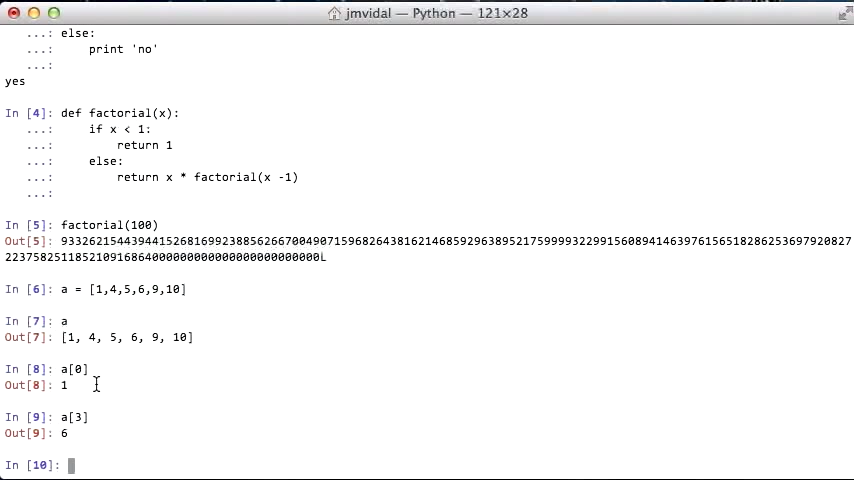 jmvidal — Python — 121×28
...: else:
...:     print 'no'
...:
yes
In [4]: def factorial(x):
...:     if x < 1:
...:         return 1
...:     else:
...:         return x * factorial(x -1)
...:
In [5]: factorial(100)
Out[5]: 93326215443944152681699238856266700490715968264381621468592963895217599993229915608941463976156518286253697920827
22375825118521091686400000000000000000000000L
In [6]: a = [1,4,5,6,9,10]
In [7]: a
Out[7]: [1, 4, 5, 6, 9, 10]
In [8]: a[0]
Out[8]: 1
In [9]: a[3]
Out[9]: 6
In [10]: